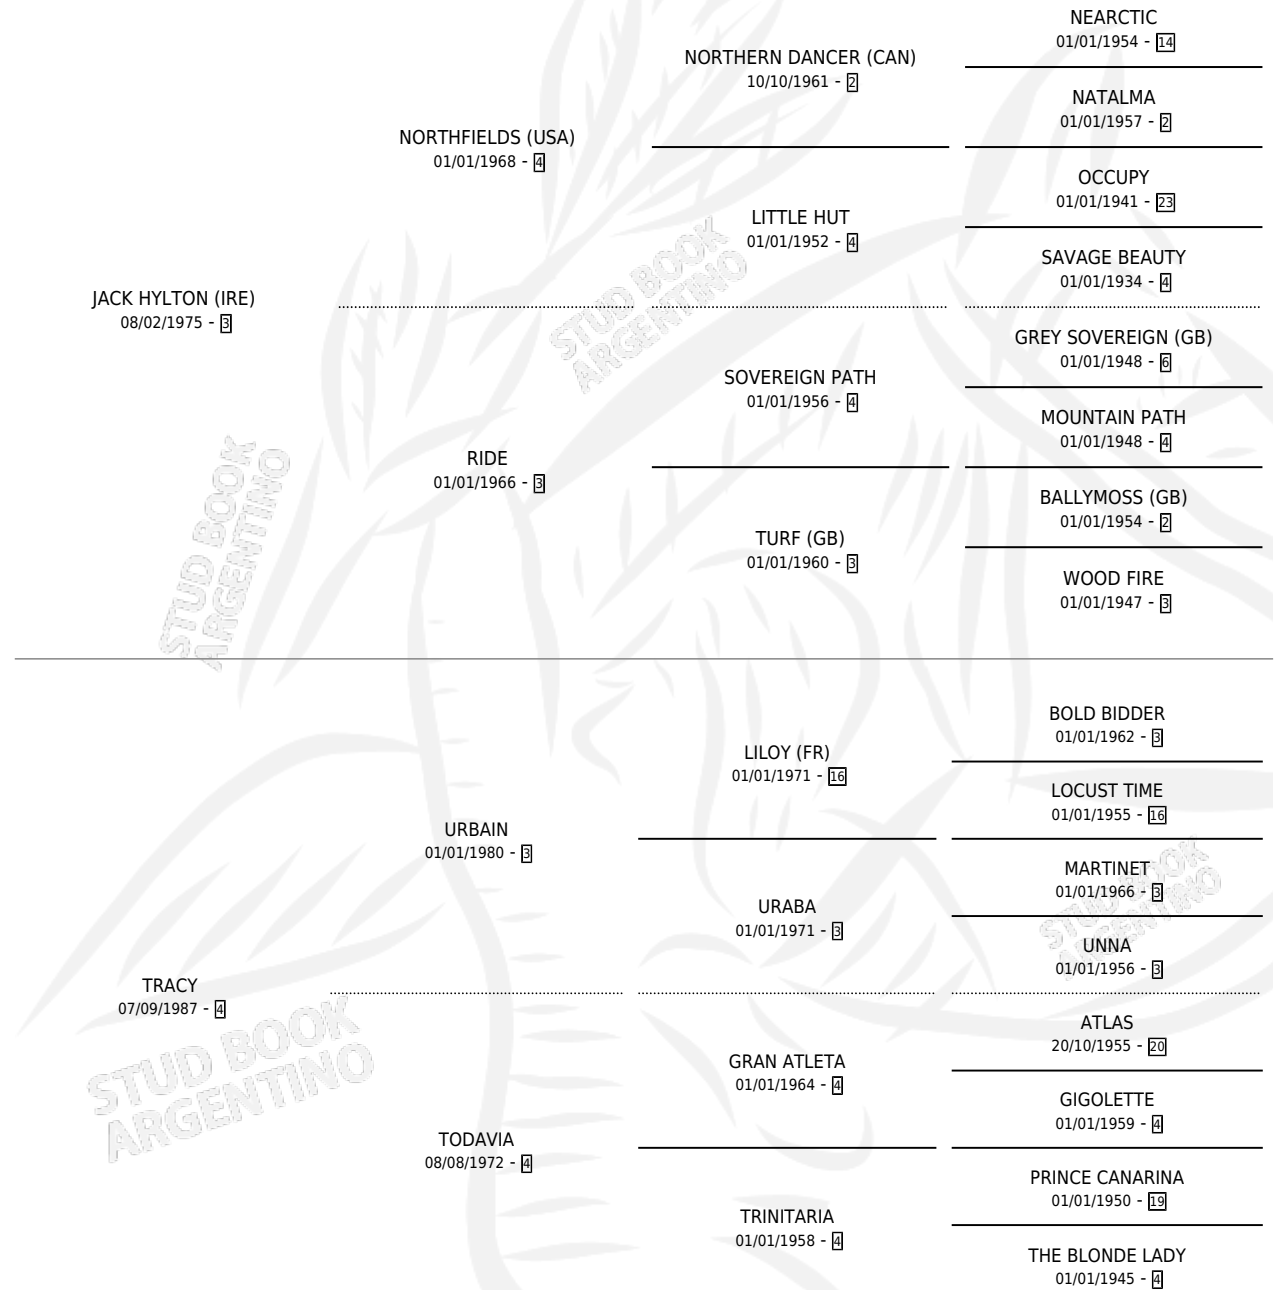 NEARCTIC
01/01/1954 - 14
NORTHERN DANCER (CAN)
10/10/1961 - 2
NATALMA
01/01/1957 - 2
NORTHFIELDS (USA)
01/01/1968 - 4
OCCUPY
01/01/1941 - 23
LITTLE HUT
01/01/1952 - 4
SAVAGE BEAUTY
01/01/1934 - 4
JACK HYLTON (IRE)
08/02/1975 - 3
STUD BOOK
ARGENTINO
GREY SOVEREIGN (GB)
01/01/1948 - 6
SOVEREIGN PATH
01/01/1956 - 4
MOUNTAIN PATH
01/01/1948 - 4
RIDE
01/01/1966 - 3
BALLYMOSS (GB)
01/01/1954 - 2
TURF (GB)
01/01/1960 - 3
WOOD FIRE
01/01/1947 - 3
STUD BOOK
ARGENTINO
BOLD BIDDER
01/01/1962 - 3
LILOY (FR)
01/01/1971 - 16
LOCUST TIME
01/01/1955 - 16
URBAIN
01/01/1980 - 3
MARTINET
01/01/1966 - 3
URABA
01/01/1971 - 3
UNNA
01/01/1956 - 3
STUD BOOK
ARGENTINO
TRACY
07/09/1987 - 4
ATLAS
20/10/1955 - 20
GRAN ATLETA
01/01/1964 - 4
GIGOLETTE
01/01/1959 - 4
STUD BOOK
ARGENTINO
TODAVIA
08/08/1972 - 4
PRINCE CANARINA
01/01/1950 - 19
TRINITARIA
01/01/1958 - 4
THE BLONDE LADY
01/01/1945 - 4